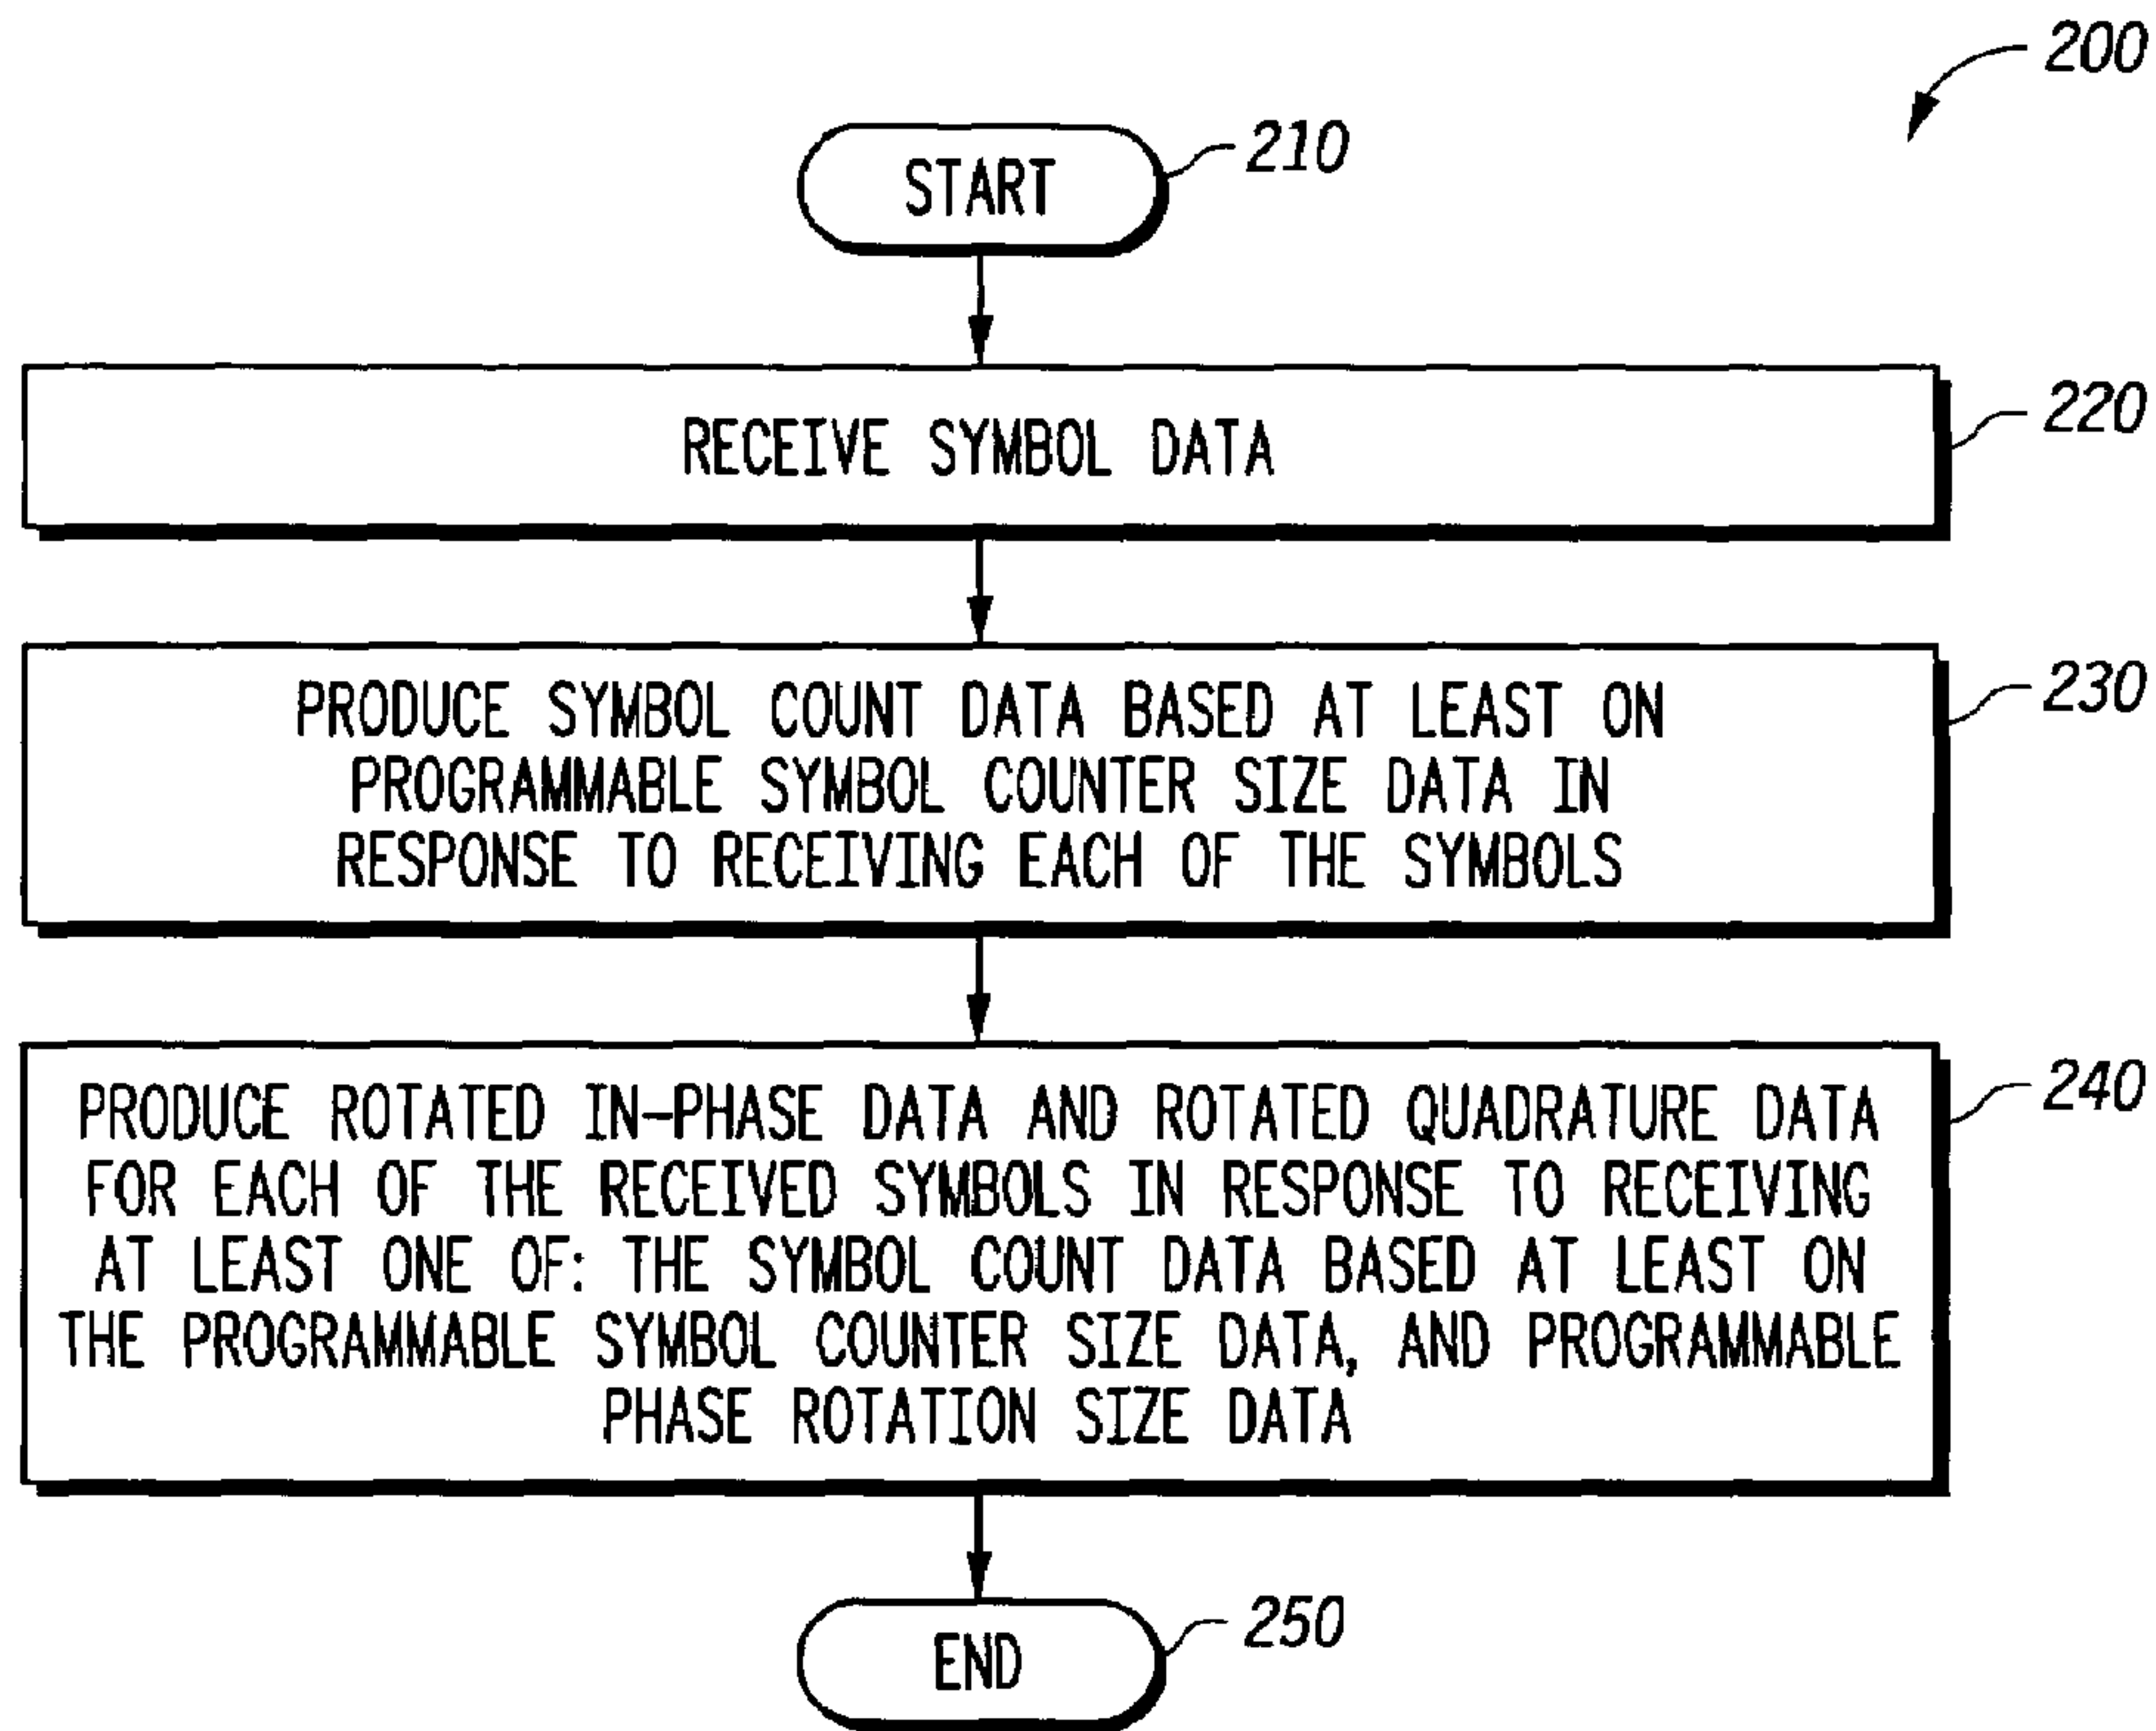 200
START
210
RECEIVE SYMBOL DATA
220
PRODUCE SYMBOL COUNT DATA BASED AT LEAST ON
PROGRAMMABLE SYMBOL COUNTER SIZE DATA IN
RESPONSE TO RECEIVING EACH OF THE SYMBOLS
230
PRODUCE ROTATED IN-PHASE DATA AND ROTATED QUADRATURE DATA
FOR EACH OF THE RECEIVED SYMBOLS IN RESPONSE TO RECEIVING
AT LEAST ONE OF: THE SYMBOL COUNT DATA BASED AT LEAST ON
THE PROGRAMMABLE SYMBOL COUNTER SIZE DATA, AND PROGRAMMABLE
PHASE ROTATION SIZE DATA
240
END
250